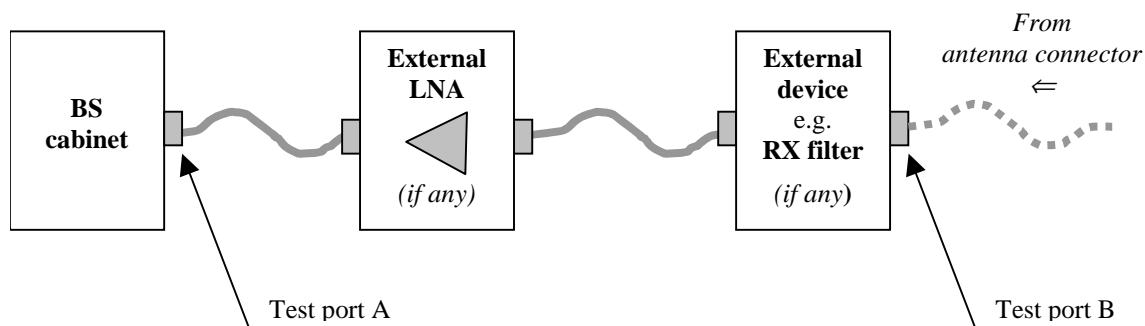 BS
cabinet
External
LNA
(if any)
External
device
e.g.
RX filter
(if any)
From
antenna connector
⇐
Test port A
Test port B